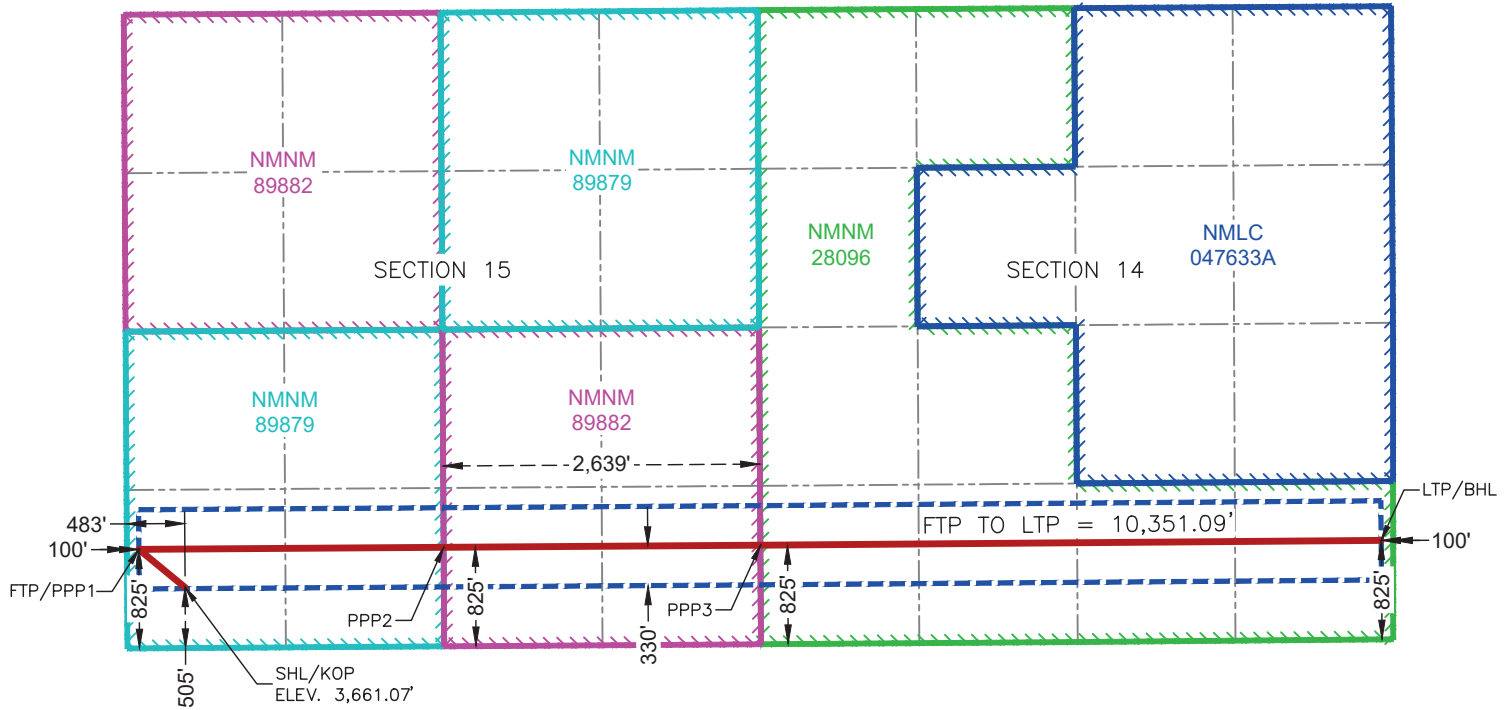 NMNM
89882
NMNM
89879
NMNM
28096
NMLC
047633A
SECTION 15
SECTION 14
NMNM
89879
NMNM
89882
2,639'
LTP/BHL
483'
FTP TO LTP = 10,351.09'
100'
100'
FTP/PPP1
825'
PPP2
825'
PPP3
825'
825'
330'
505'
SHL/KOP
ELEV. 3,661.07'